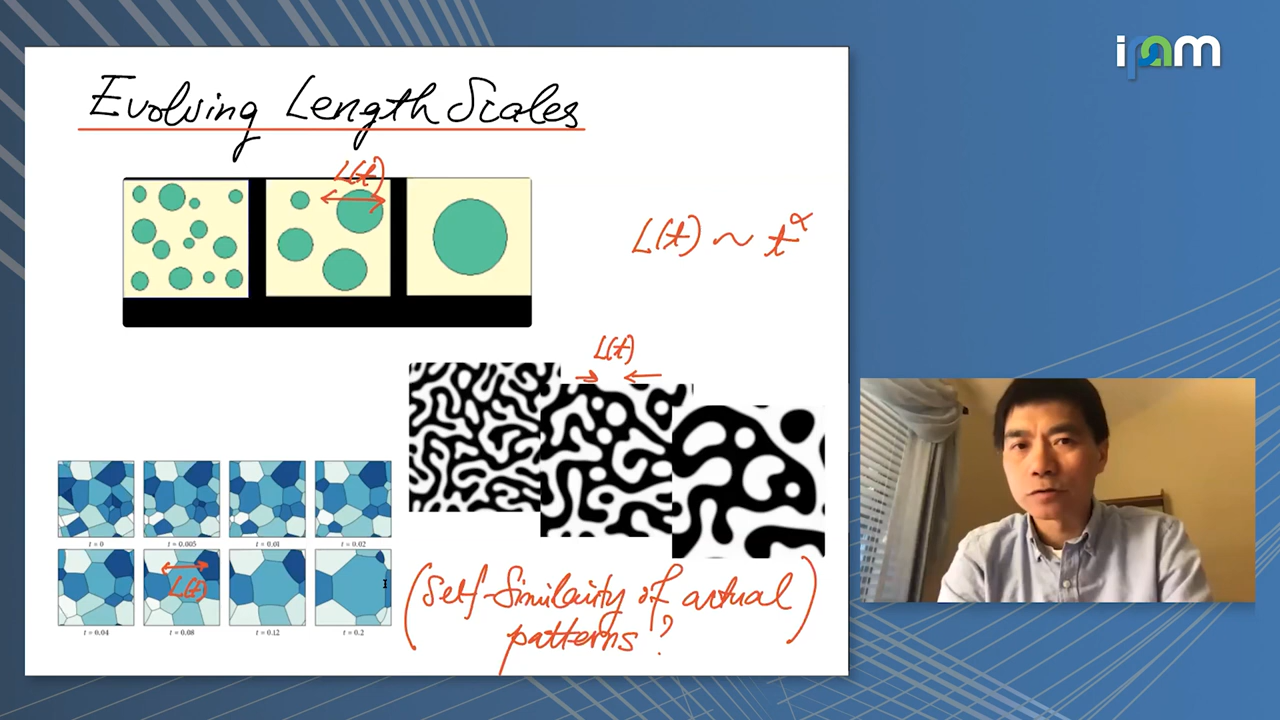 ipam
Evolving Length Scales
L(t)
L(t) ~ t^α
L(t)
t = 0
t = 0.005
t = 0.01
t = 0.02
L(t)
t = 0.04
t = 0.08
t = 0.12
t = 0.2
(Self-Similarity of actual
patterns?)